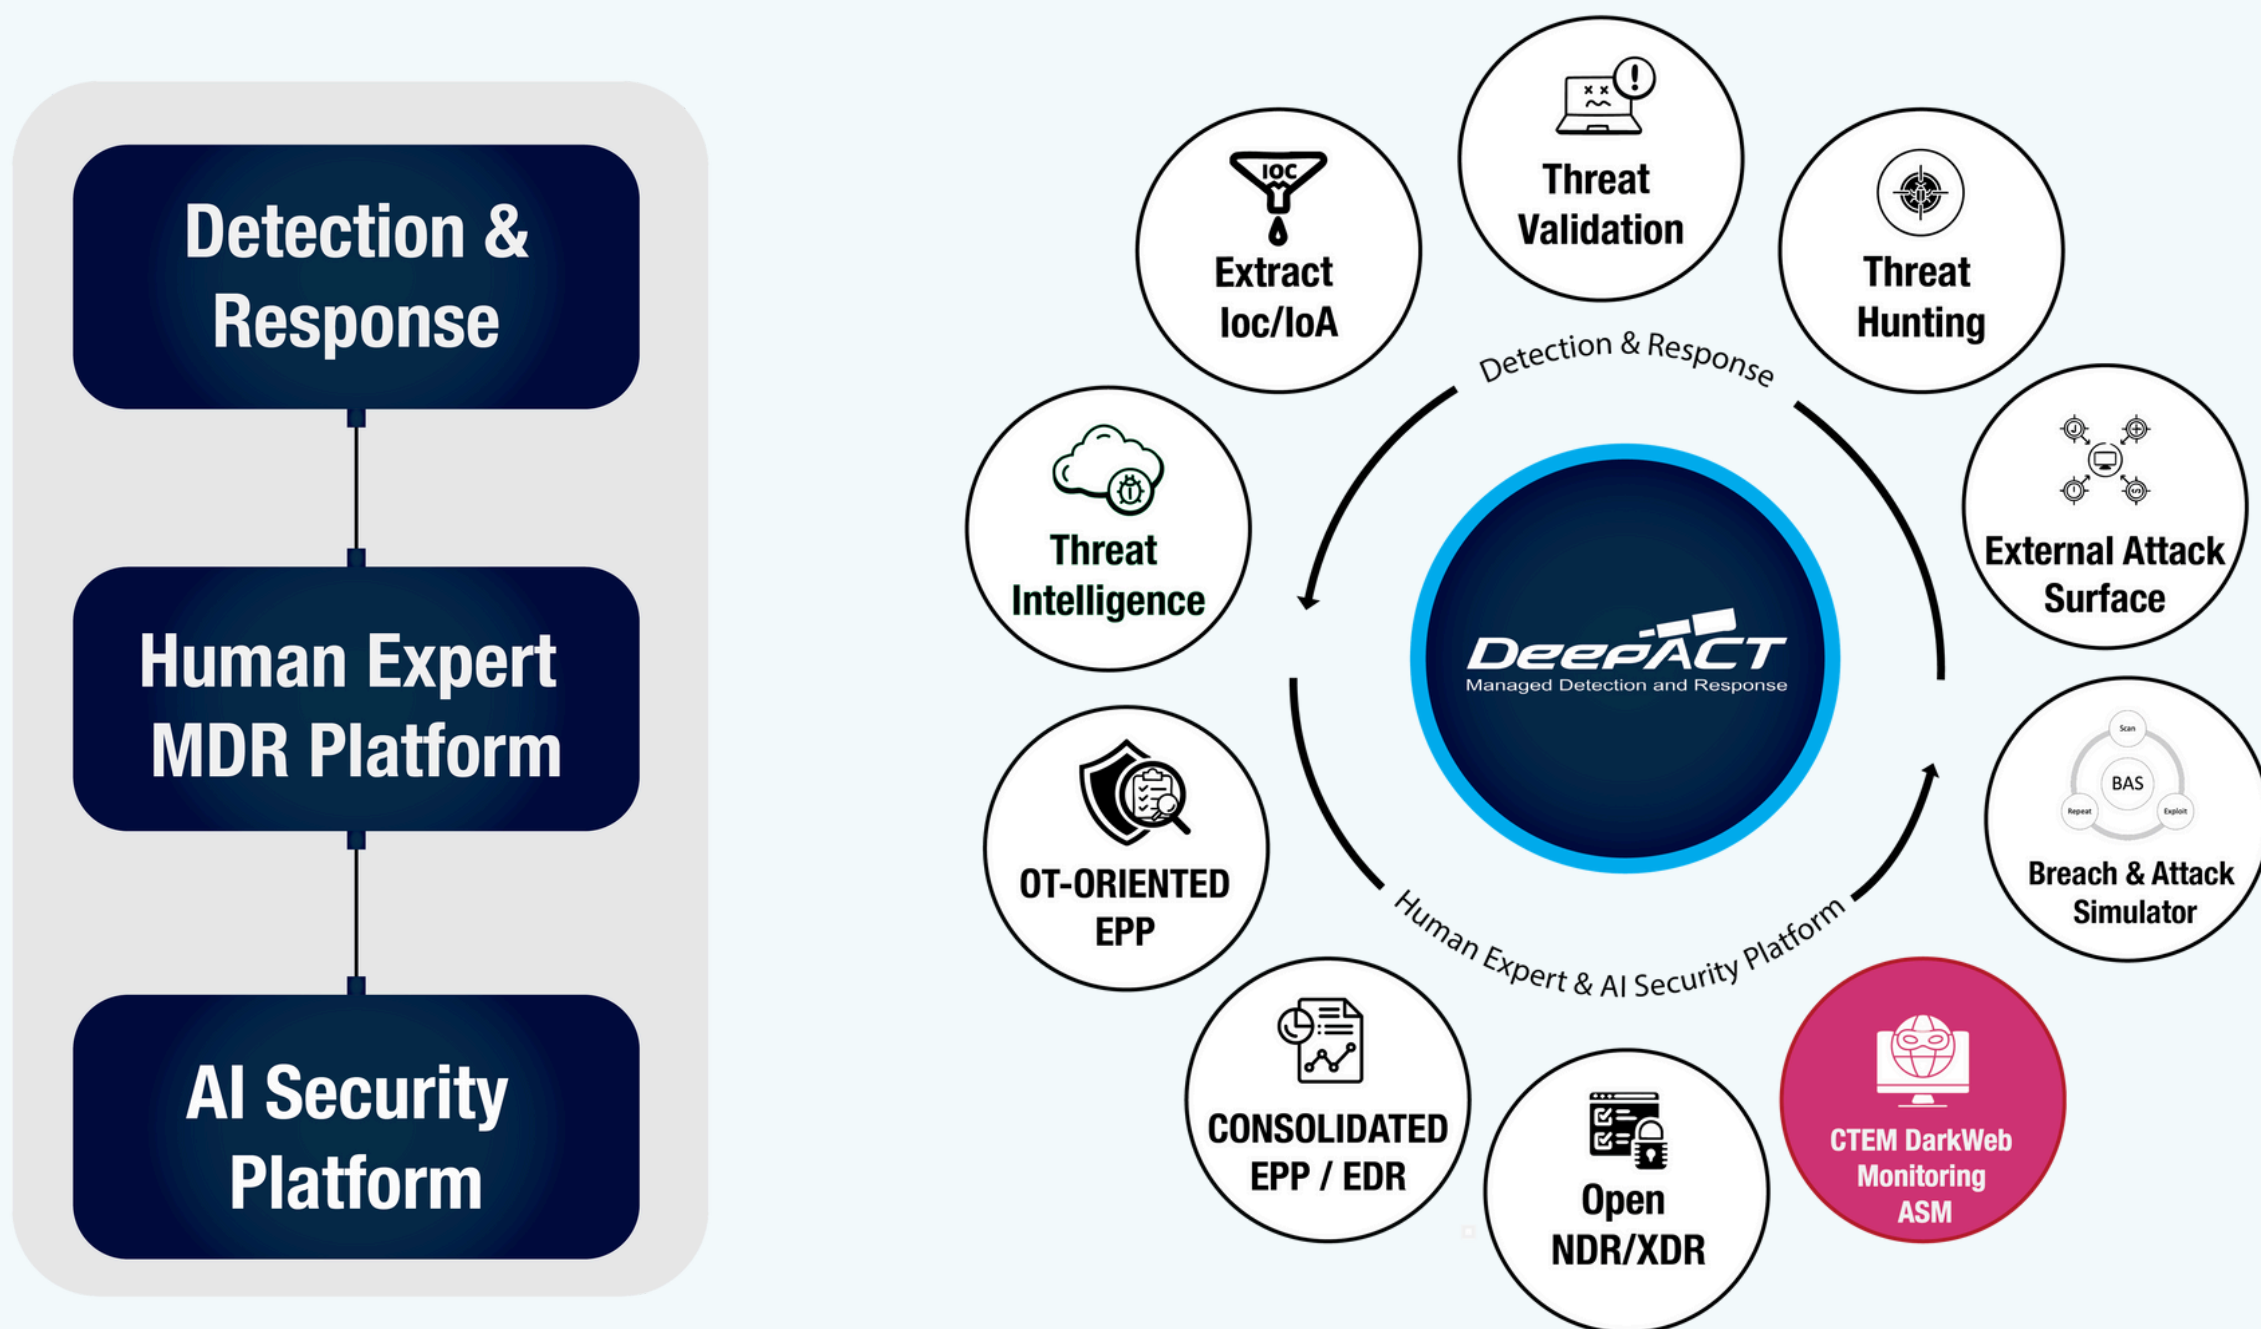 Detection &
Response
Human Expert
MDR Platform
AI Security
Platform
Threat
Validation
IOC
Extract
Ioc/IoA
Threat
Hunting
Detection & Response
Threat
Intelligence
External Attack
Surface
DeepACT
Managed Detection and Response
OT-ORIENTED
EPP
Scan
BAS
Repeat
Exploit
Breach & Attack
Simulator
Human Expert & AI Security Platform
CONSOLIDATED
EPP / EDR
Open
NDR/XDR
CTEM DarkWeb
Monitoring
ASM